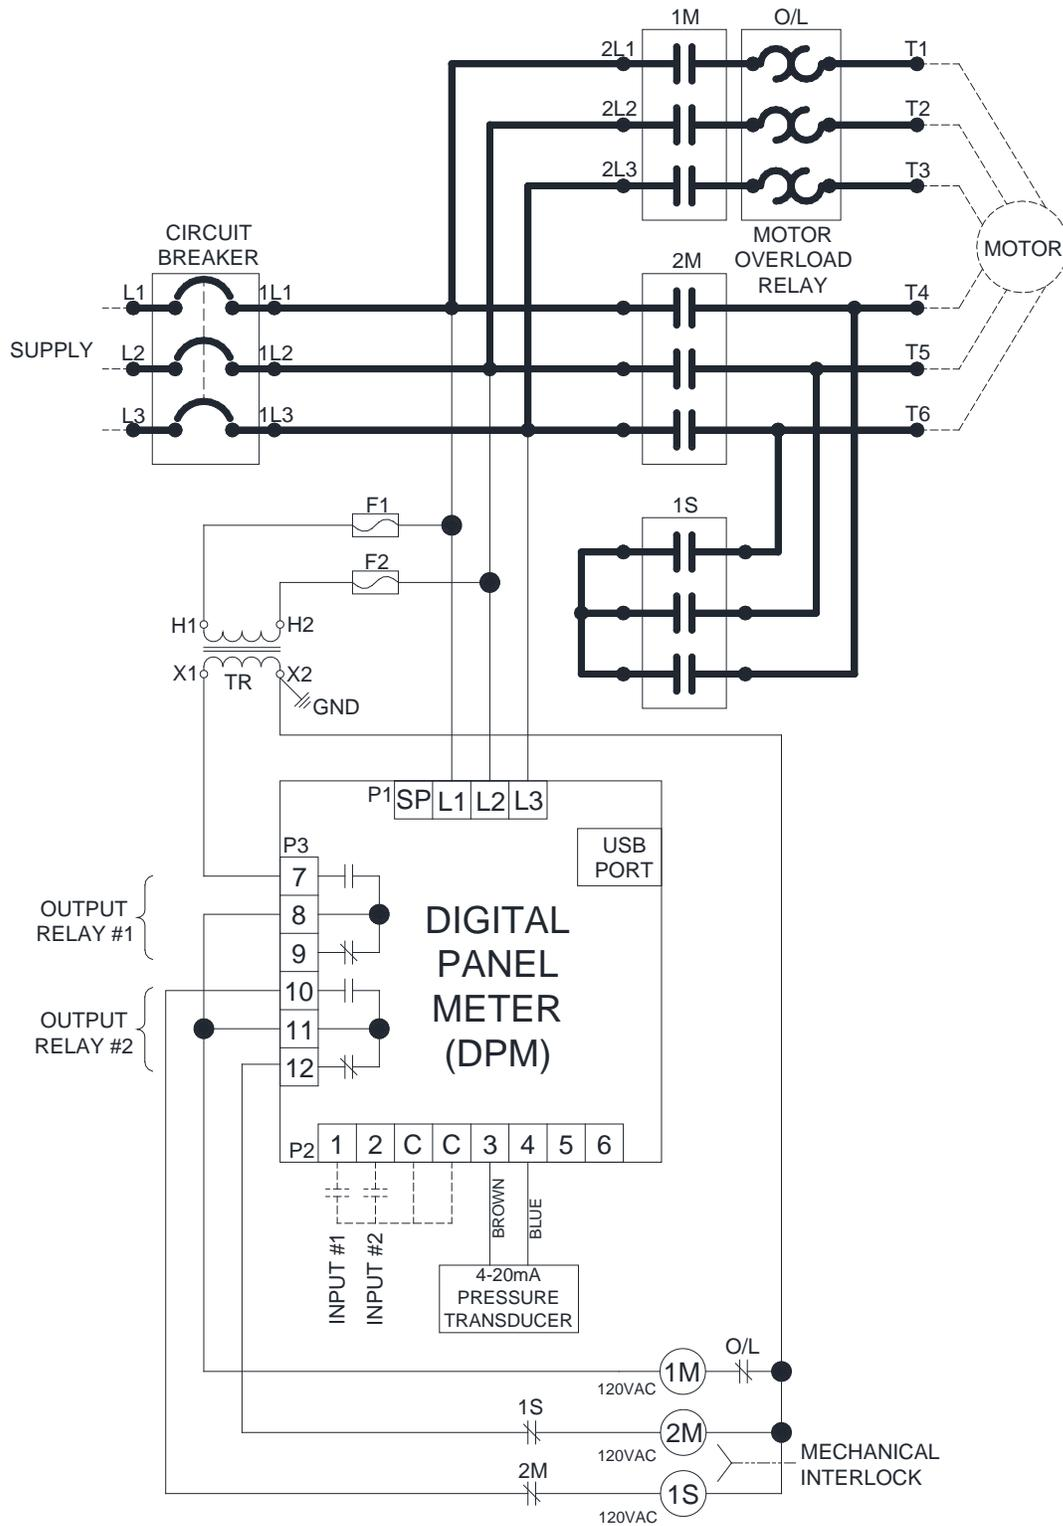 1M
O/L
2L1
T1
2L2
T2
2L3
T3
CIRCUIT
BREAKER
MOTOR
OVERLOAD
RELAY
MOTOR
2M
L1
1L1
T4
SUPPLY
L2
1L2
T5
L3
1L3
T6
F1
1S
F2
H1
H2
X1
TR
X2
GND
P1
SP
L1
L2
L3
USB
PORT
P3
7
8
9
10
11
12
OUTPUT
RELAY #1
OUTPUT
RELAY #2
DIGITAL
PANEL
METER
(DPM)
P2
1
2
C
C
3
4
5
6
BROWN
BLUE
INPUT #1
INPUT #2
4-20mA
PRESSURE
TRANSDUCER
O/L
1M
120VAC
1S
2M
120VAC
MECHANICAL
INTERLOCK
2M
1S
120VAC